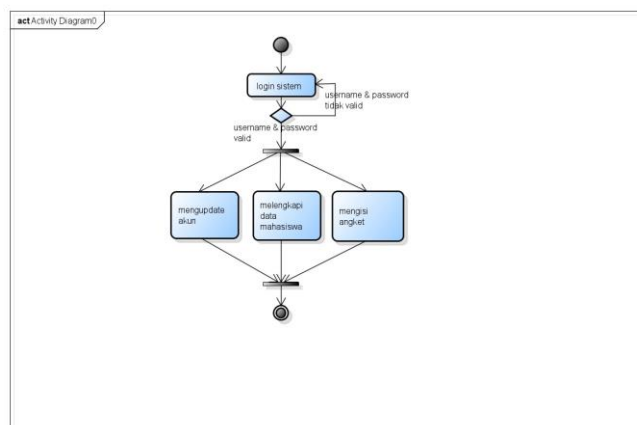 act Activity Diagram0
login sistem
username & password
tidak valid
username & password
valid
mengupdate
akun
melengkapi
data
mahasiswa
mengisi
angket